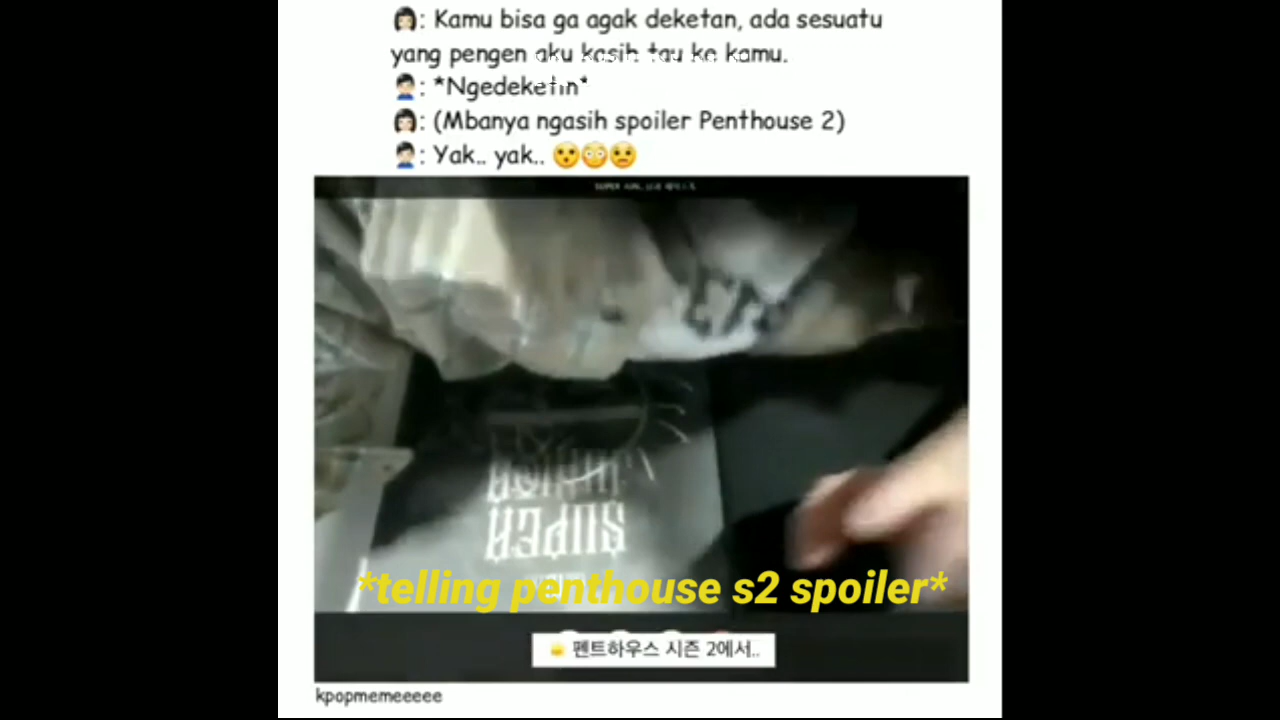 👩🏻: Kamu bisa ga agak deketan, ada sesuatu
yang pengen aku kasih tau ke kamu.
🙎🏻‍♂️: *Ngedeketin*
👩🏻: (Mbanya ngasih spoiler Penthouse 2)
🙎🏻‍♂️: Yak.. yak.. 😯😳😟
SUPER
JUNIOR
*telling penthouse s2 spoiler*
펜트하우스 시즌 2에서..
kpopmemeeeee